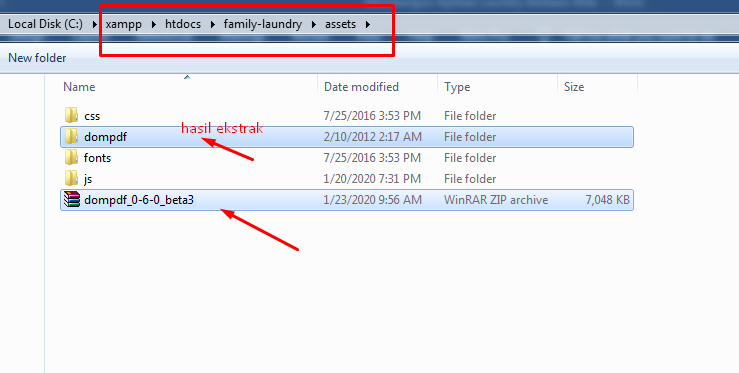 Local Disk (C:) xampp htdocs family-laundry assets
New folder
Name Date modified Type Size
css 7/25/2016 3:53 PM File folder
hasil ekstrak
dompdf 2/10/2012 2:17 AM File folder
fonts 7/25/2016 3:53 PM File folder
js 1/20/2020 7:31 PM File folder
dompdf_0-6-0_beta3 1/23/2020 9:56 AM WinRAR ZIP archive 7,048 KB